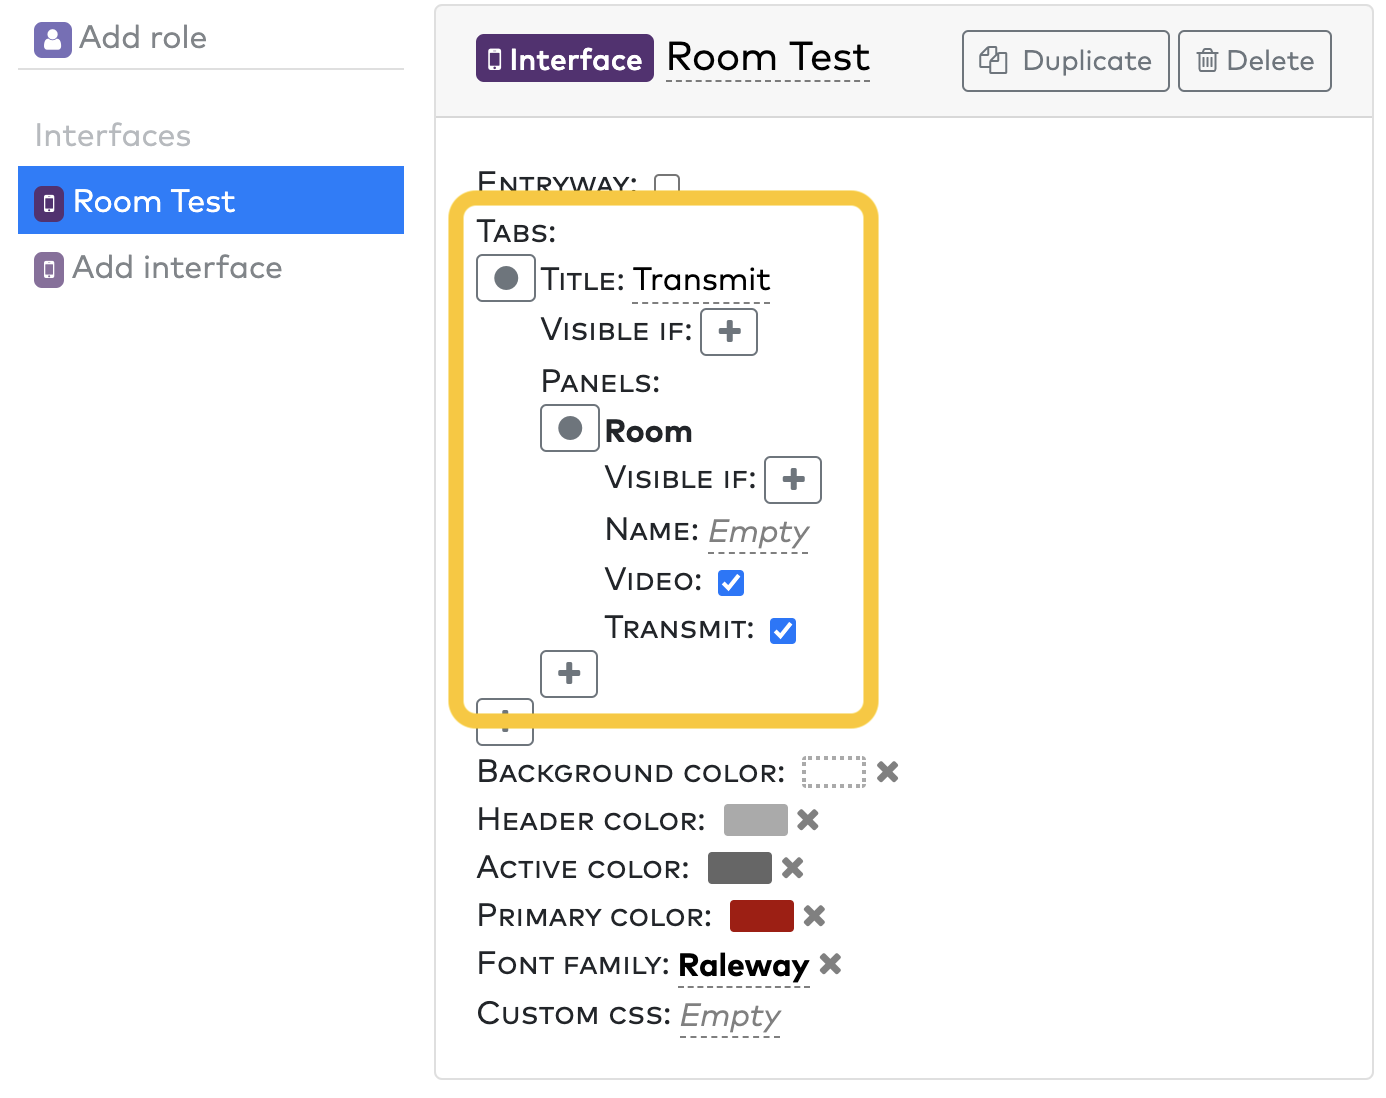 Add role
Interfaces
Room Test
Add interface
Interface Room Test
Duplicate
Delete
Entryway:
Tabs:
Title: Transmit
Visible if:
Panels:
Room
Visible if:
Name: Empty
Video:
Transmit:
Background color:
Header color:
Active color:
Primary color:
Font family: Raleway
Custom css: Empty